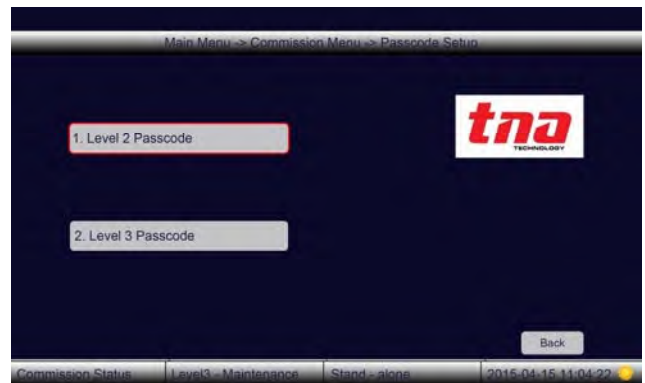 Main Menu -> Commission Menu -> Passcode Setup
tna
TECHNOLOGY
1. Level 2 Passcode
2. Level 3 Passcode
Back
Commission Status Level3 - Maintenance Stand - alone 2015-04-15 11:04:22